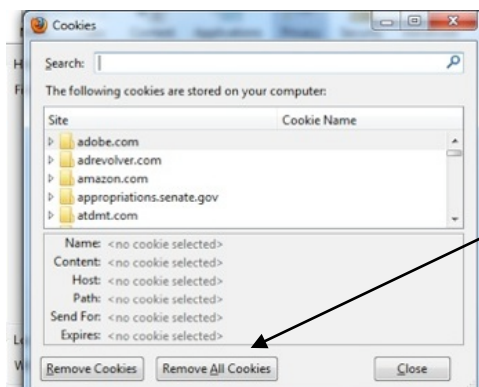 Cookies
Search:
The following cookies are stored on your computer:
Site Cookie Name
adobe.com
adrevolver.com
amazon.com
appropriations.senate.gov
atdmt.com
Name: <no cookie selected>
Content: <no cookie selected>
Host: <no cookie selected>
Path: <no cookie selected>
Send For: <no cookie selected>
Expires: <no cookie selected>
Remove Cookies Remove All Cookies Close